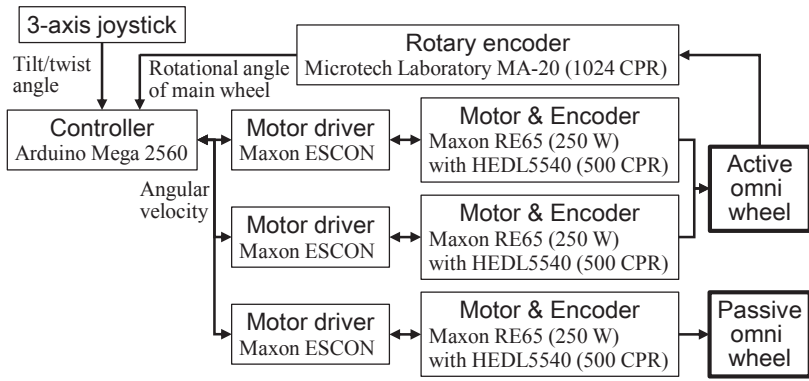 3-axis joystick
Tilt/twist
angle
Rotational angle
of main wheel
Rotary encoder
Microtech Laboratory MA-20 (1024 CPR)
Controller
Arduino Mega 2560
Angular
velocity
Motor driver
Maxon ESCON
Motor & Encoder
Maxon RE65 (250 W)
with HEDL5540 (500 CPR)
Active
omni
wheel
Motor driver
Maxon ESCON
Motor & Encoder
Maxon RE65 (250 W)
with HEDL5540 (500 CPR)
Motor driver
Maxon ESCON
Motor & Encoder
Maxon RE65 (250 W)
with HEDL5540 (500 CPR)
Passive
omni
wheel